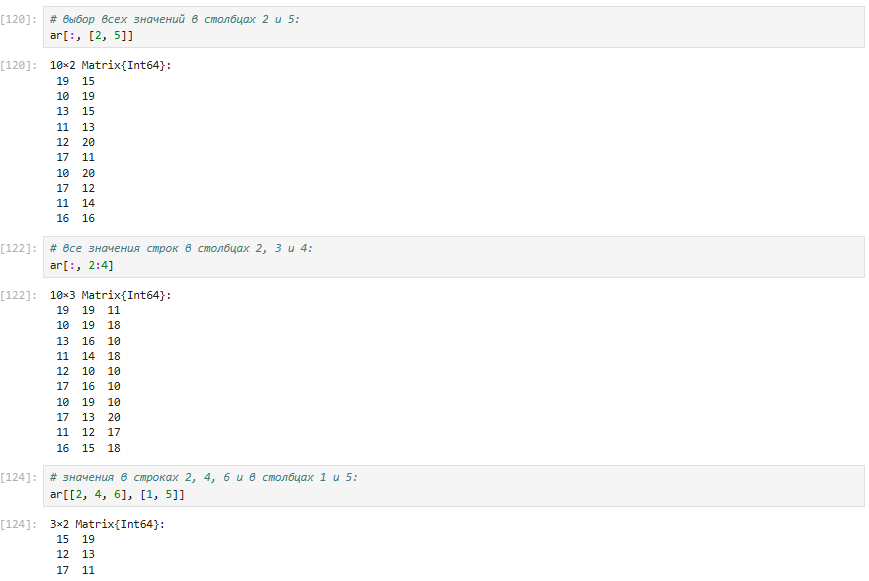 [120]: # выбор всех значений в столбцах 2 и 5:
ar[:, [2, 5]]
[120]: 10×2 Matrix{Int64}:
19 15
10 19
13 15
11 13
12 20
17 11
10 20
17 12
11 14
16 16
[122]: # все значения строк в столбцах 2, 3 и 4:
ar[:, 2:4]
[122]: 10×3 Matrix{Int64}:
19 19 11
10 19 18
13 16 10
11 14 18
12 10 10
17 16 10
10 19 10
17 13 20
11 12 17
16 15 18
[124]: # значения в строках 2, 4, 6 и в столбцах 1 и 5:
ar[[2, 4, 6], [1, 5]]
[124]: 3×2 Matrix{Int64}:
15 19
12 13
17 11